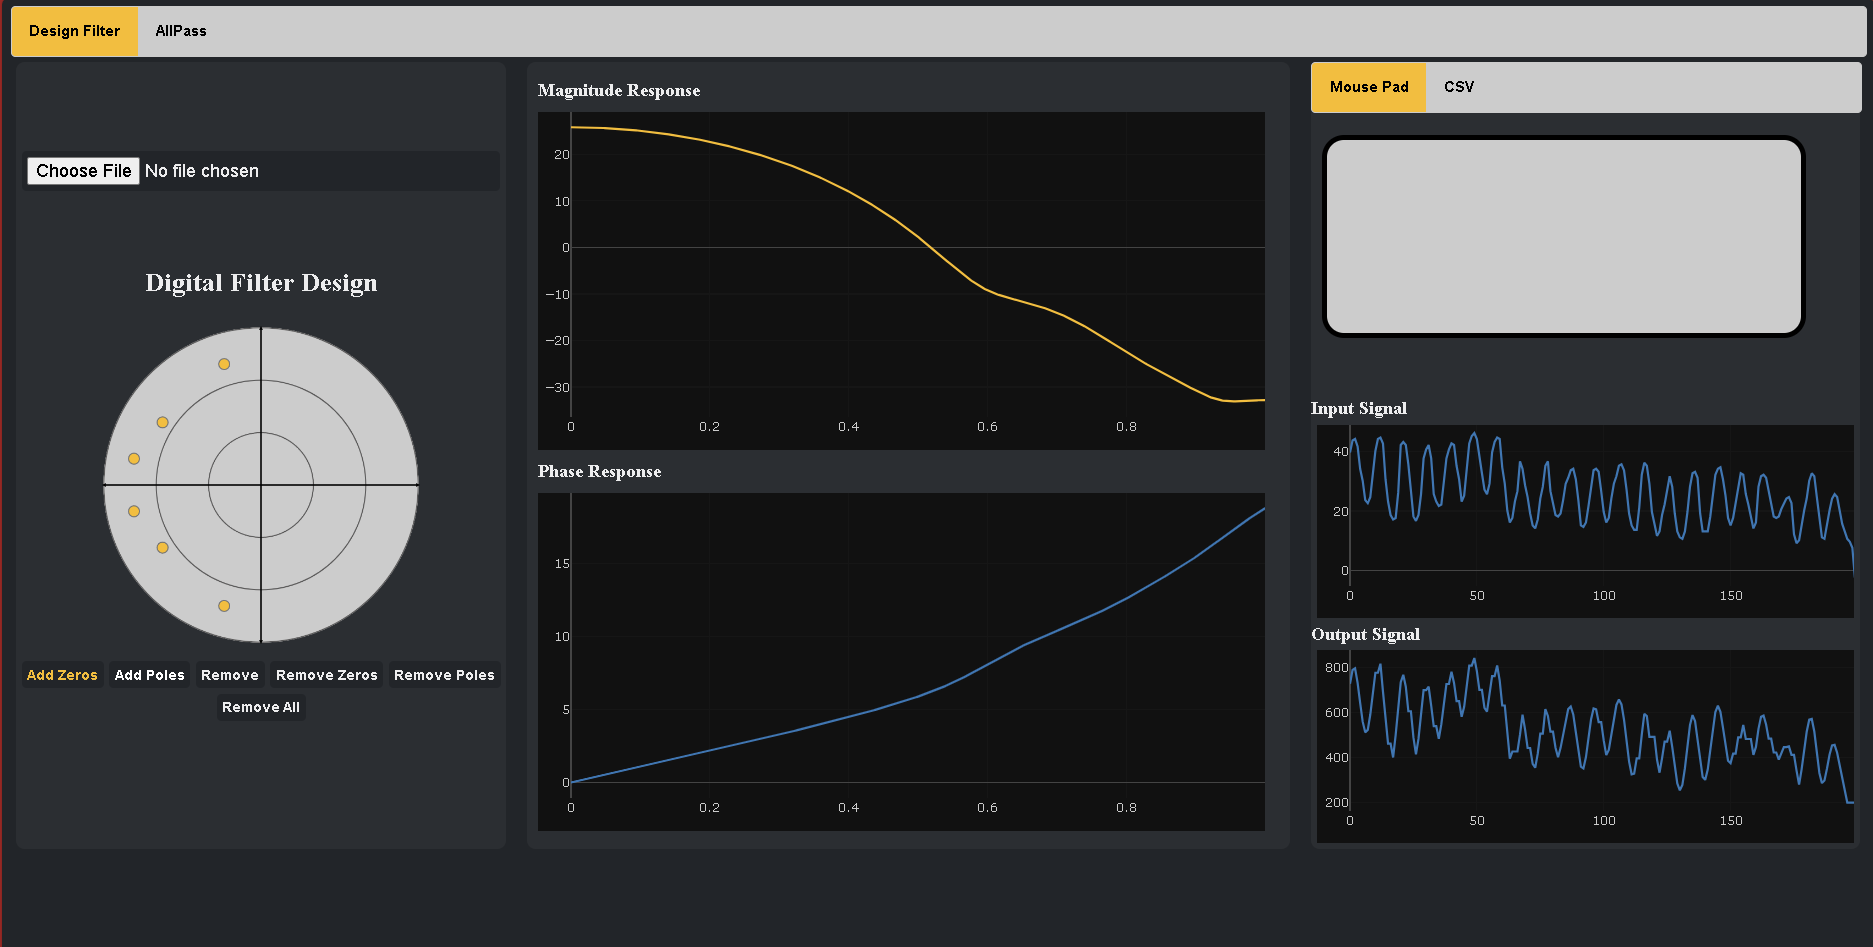 Design Filter AllPass
Choose File No file chosen
Digital Filter Design
Add Zeros Add Poles Remove Remove Zeros Remove Poles
Remove All
Magnitude Response
20
10
0
−10
−20
−30
0 0.2 0.4 0.6 0.8
Phase Response
15
10
5
0
0 0.2 0.4 0.6 0.8
Mouse Pad CSV
Input Signal
40
20
0
0 50 100 150
Output Signal
800
600
400
200
0 50 100 150